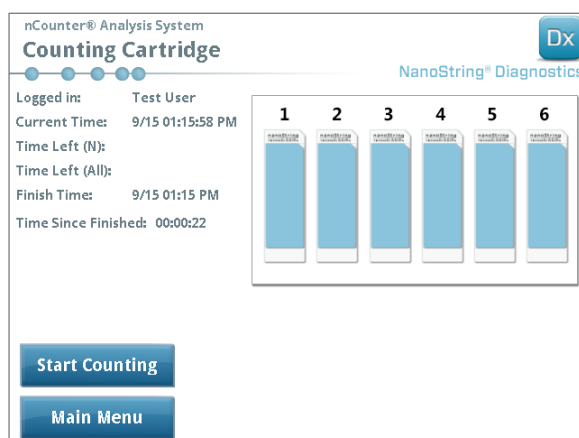 nCounter® Analysis System
Counting Cartridge
Dx
NanoString® Diagnostics
Logged in: Test User
Current Time: 9/15 01:15:58 PM
Time Left (N):
Time Left (All):
Finish Time: 9/15 01:15 PM
Time Since Finished: 00:00:22
1 2 3 4 5 6
Start Counting
Main Menu